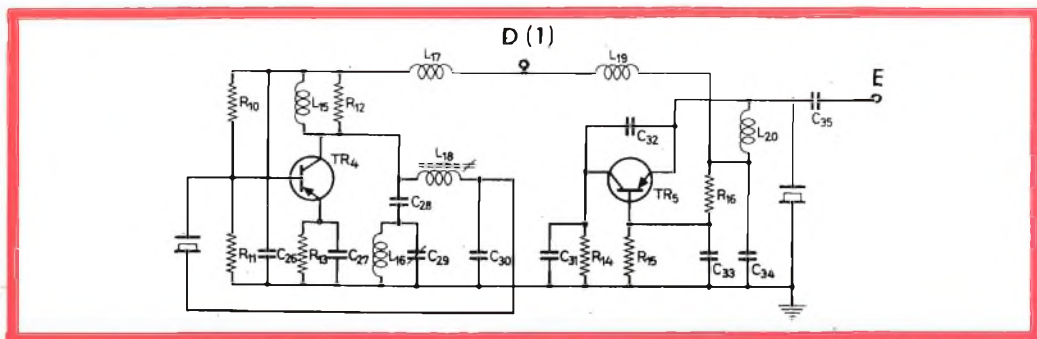 D (1)
L17
L19
E
R10
L15
R12
C35
L20
C32
TR4
L18
TR5
R16
C28
R11
C26
R13
C27
L16
C29
C30
C31
R14
R15
C33
C34